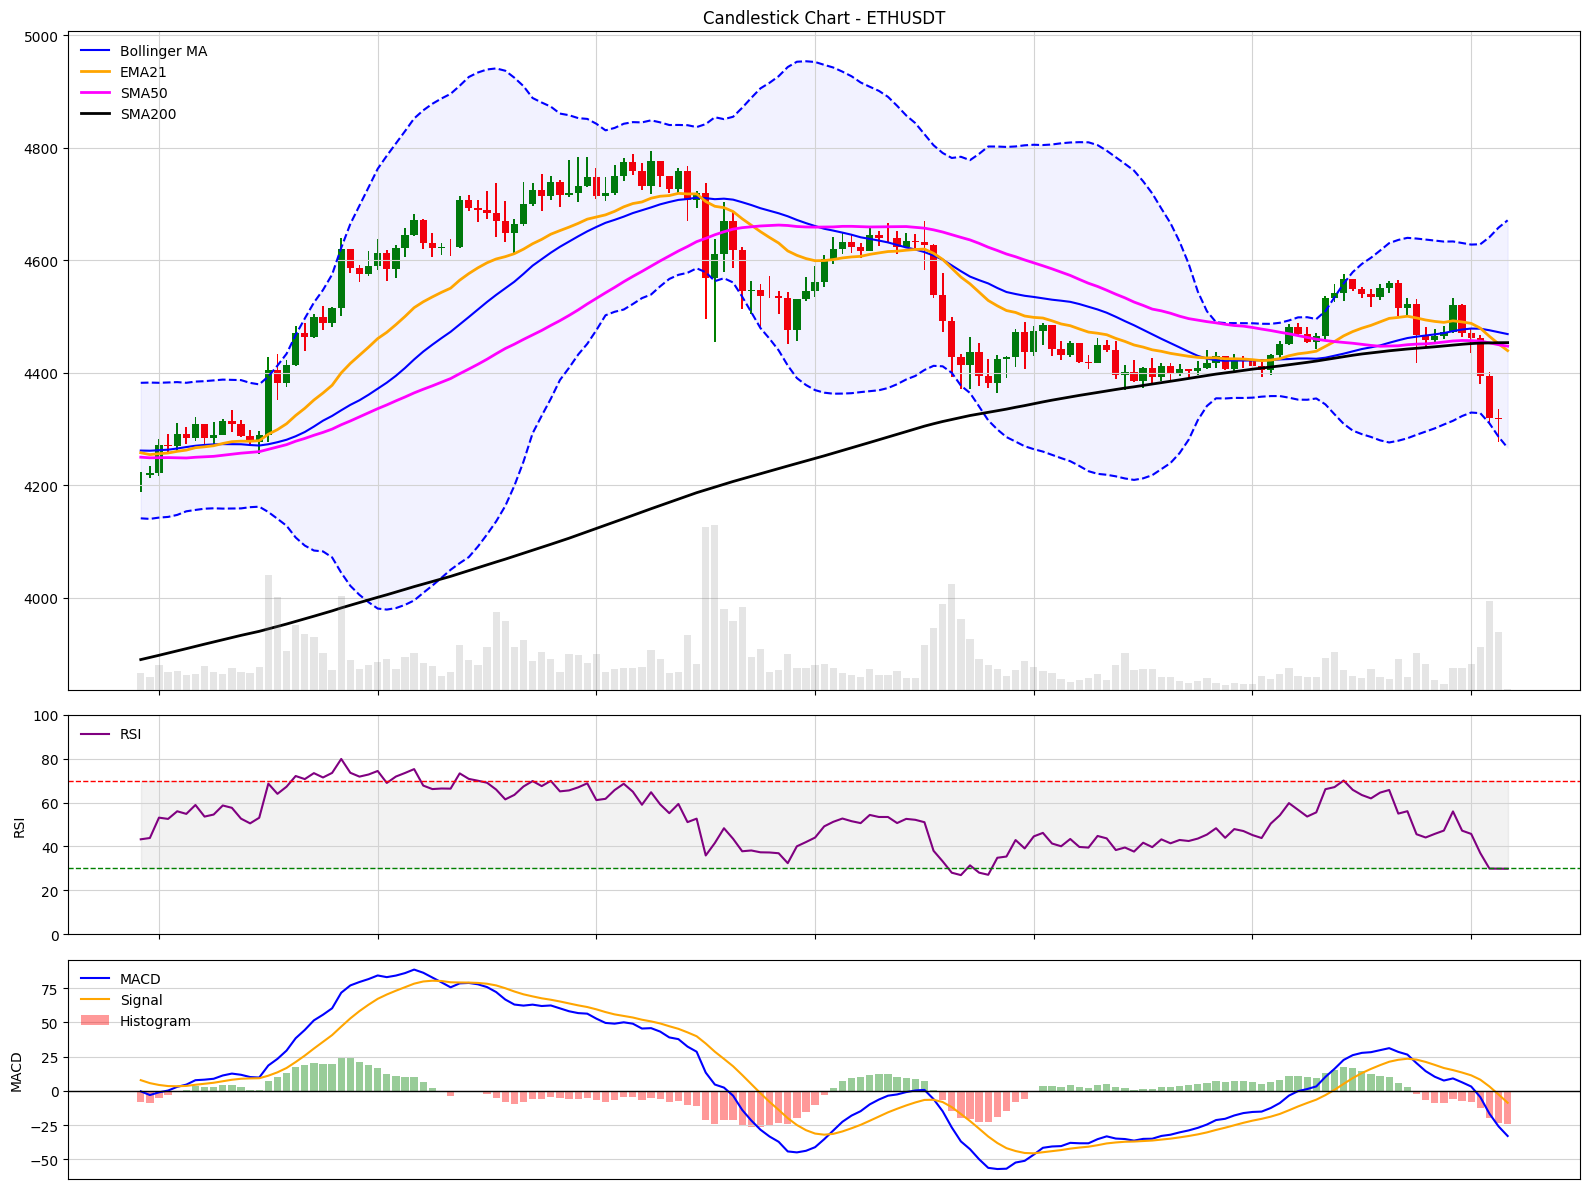 Candlestick Chart - ETHUSDT
5000
4800
4600
4400
4200
4000
Bollinger MA
EMA21
SMA50
SMA200
100
80
60
40
20
0
RSI
RSI
75
50
25
0
−25
−50
MACD
MACD
Signal
Histogram